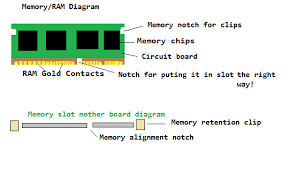 Memory/RAM Diagram
Memory notch for clips
Memory chips
Circuit board
RAM Gold Contacts
Notch for puting it in slot the right
way!
Memory slot mother board diagram
Memory retention clip
Memory alignment notch